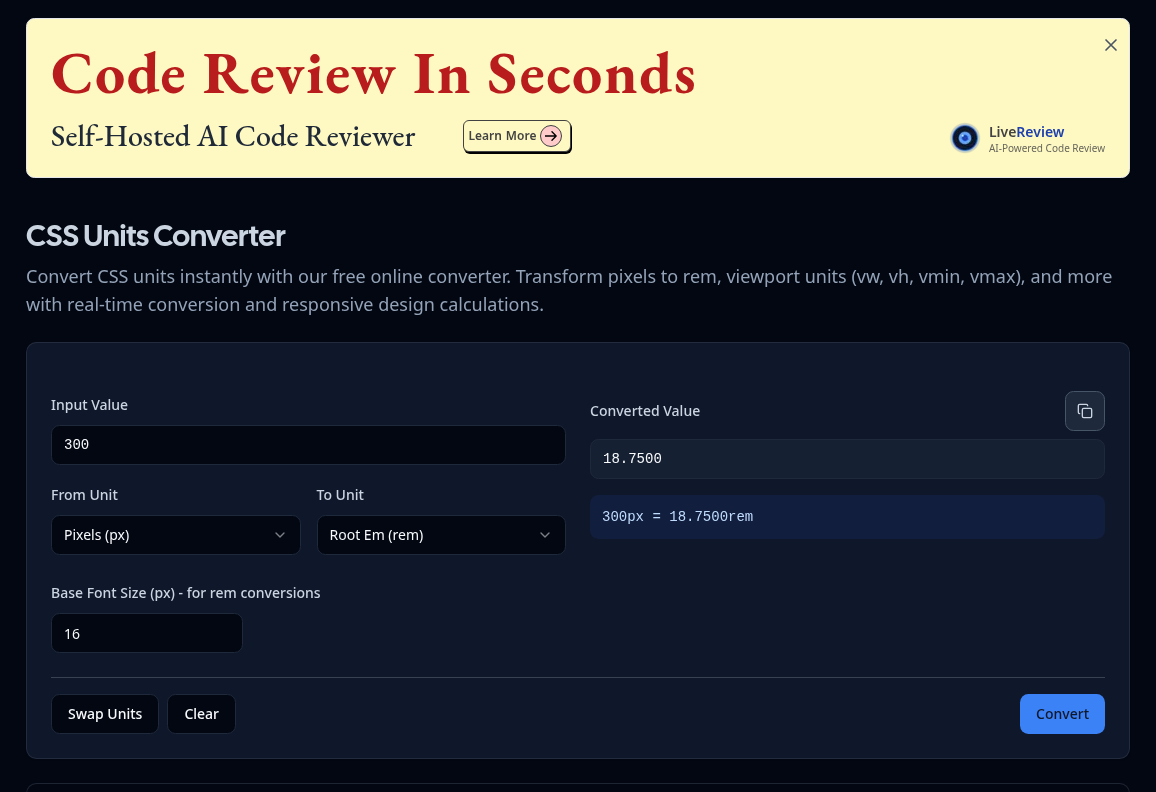 Code Review In Seconds
Self-Hosted AI Code Reviewer
Learn More
LiveReview
AI-Powered Code Review
CSS Units Converter
Convert CSS units instantly with our free online converter. Transform pixels to rem, viewport units (vw, vh, vmin, vmax), and more
with real-time conversion and responsive design calculations.
Input Value
300
From Unit
To Unit
Pixels (px)
Root Em (rem)
Base Font Size (px) - for rem conversions
16
Converted Value
18.7500
300px = 18.7500rem
Swap Units
Clear
Convert